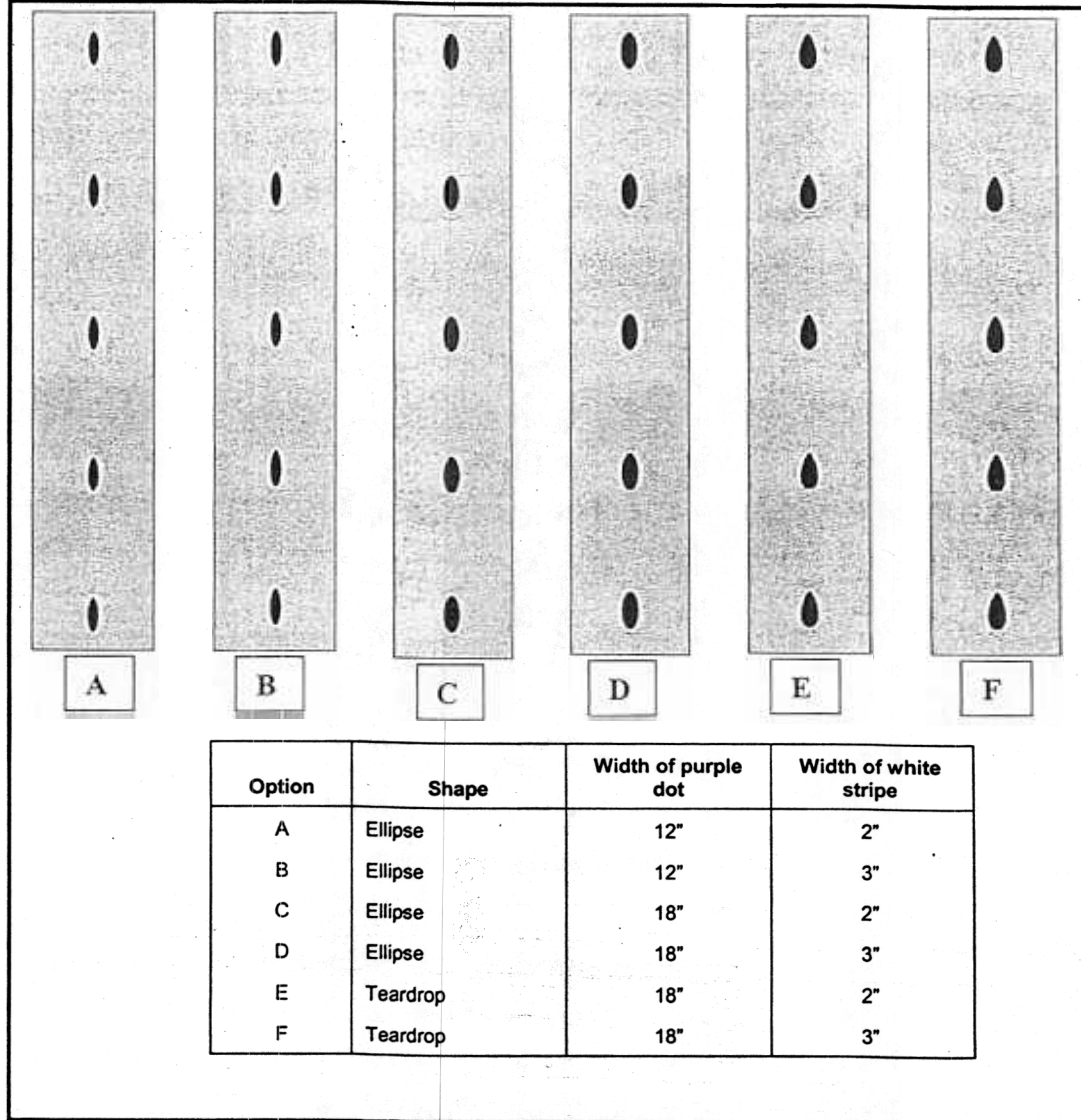 A B C D E F
Option Shape Width of purple dot Width of white stripe
A Ellipse 12" 2"
B Ellipse 12" 3"
C Ellipse 18" 2"
D Ellipse 18" 3"
E Teardrop 18" 2"
F Teardrop 18" 3"